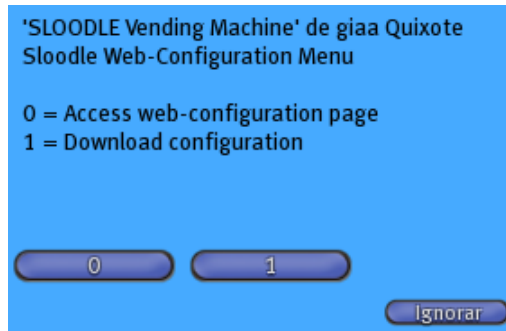 'SLOODLE Vending Machine' de giaa Quixote
Sloodle Web-Configuration Menu
0 = Access web-configuration page
1 = Download configuration
0 1
Ignorar